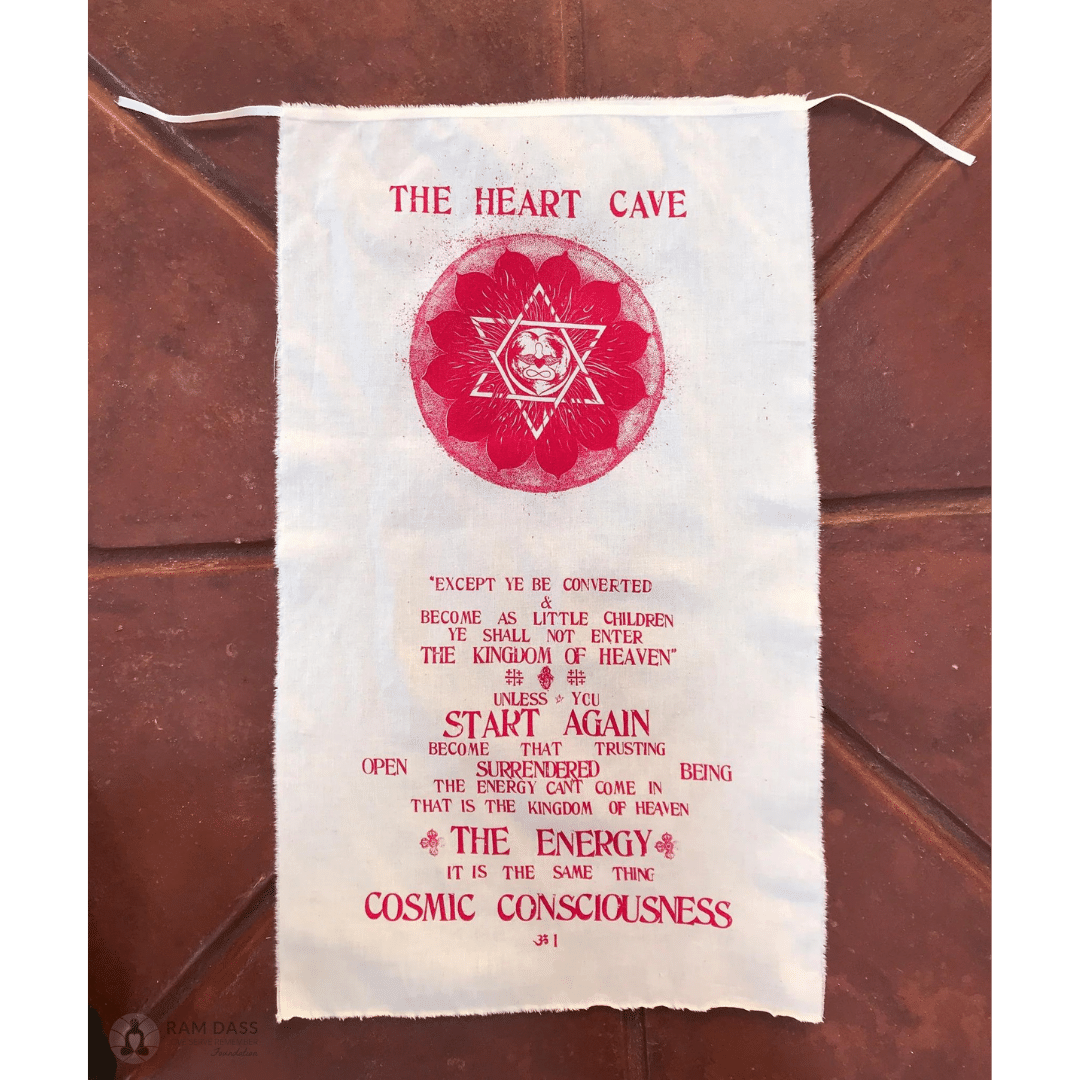 THE HEART CAVE
"EXCEPT YE BE CONVERTED
&
BECOME AS LITTLE CHILDREN
YE SHALL NOT ENTER
THE KINGDOM OF HEAVEN"
UNLESS YOU
START AGAIN
BECOME THAT TRUSTING
OPEN SURRENDERED BEING
THE ENERGY CAN'T COME IN
THAT IS THE KINGDOM OF HEAVEN
THE ENERGY
IT IS THE SAME THING
COSMIC CONSCIOUSNESS
ॐ 1
RAM DASS
Foundation